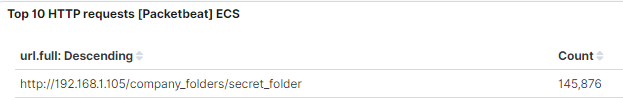 Top 10 HTTP requests [Packetbeat] ECS
url.full: Descending Count
http://192.168.1.105/company_folders/secret_folder 145,876